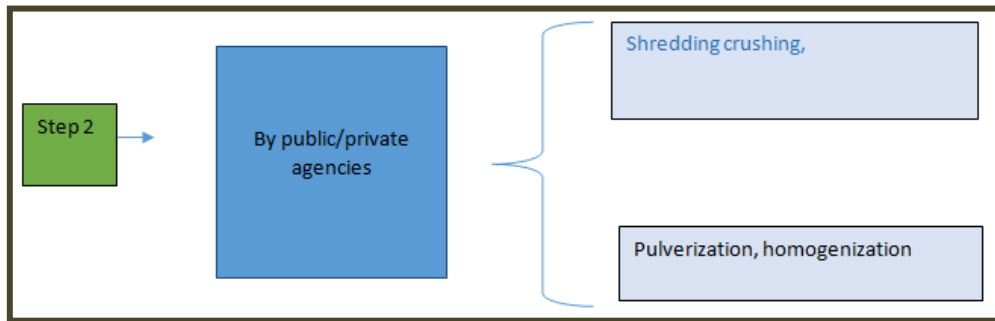 Step 2
By public/private
agencies
Shredding crushing,
Pulverization, homogenization